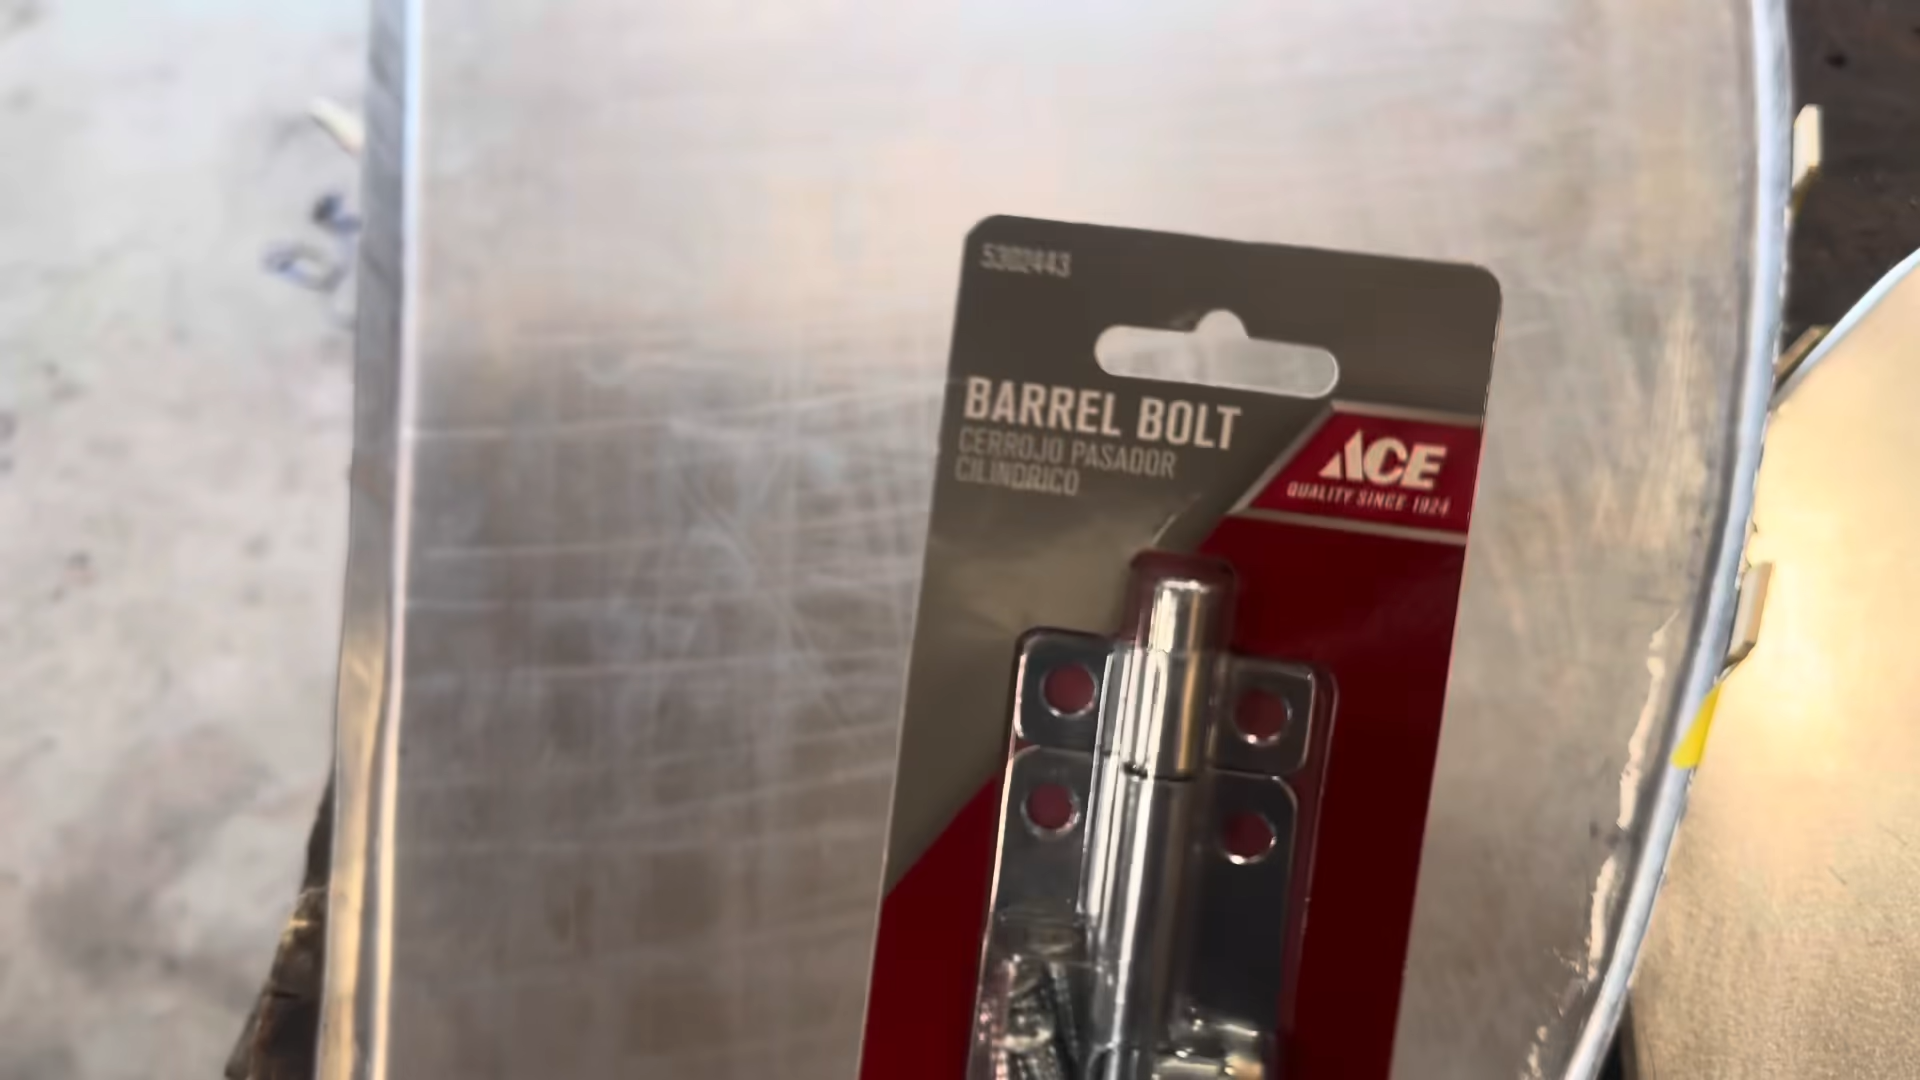 5302443
BARREL BOLT
CERROJO PASADOR
CILINDRICO
ACE
QUALITY SINCE 1924